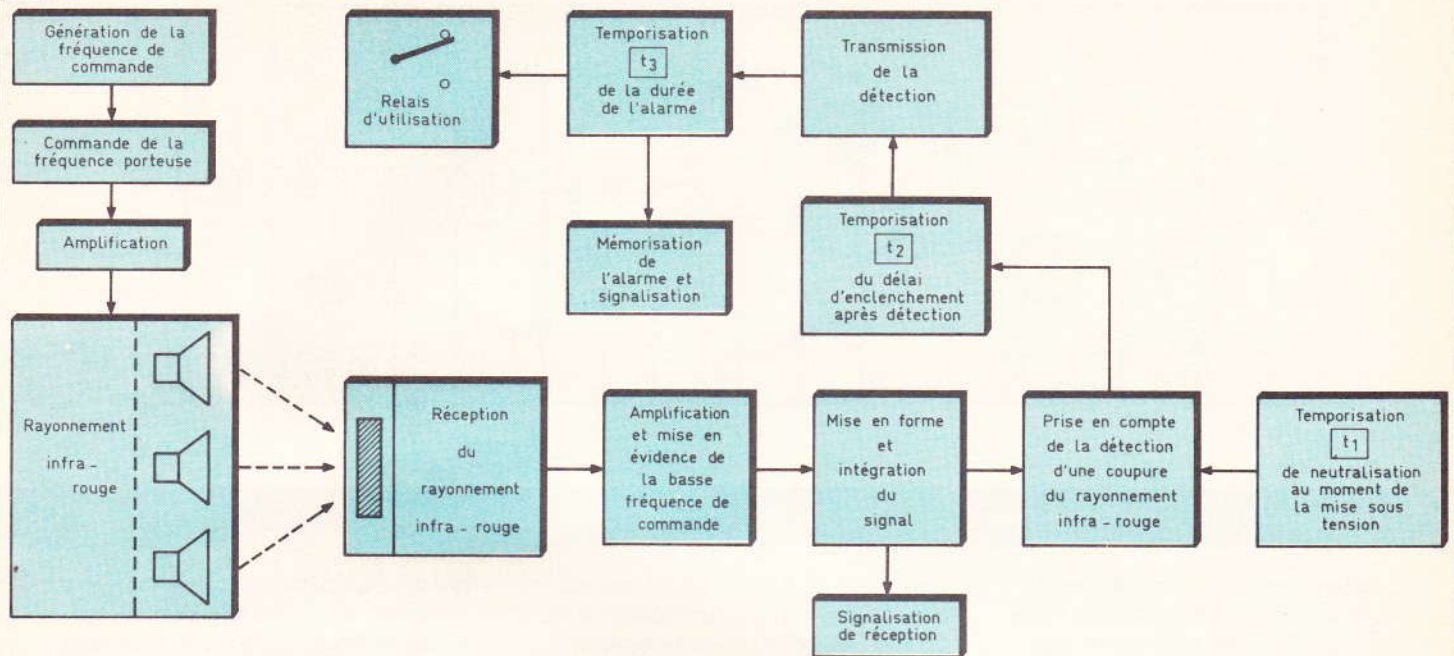 Génération de la
fréquence de
commande
Commande de la
fréquence porteuse
Amplification
Rayonnement
infra-
rouge
Relais
d'utilisation
Temporisation
t3
de la durée
de l'alarme
Transmission
de la
détection
Mémorisation
de
l'alarme et
signalisation
Temporisation
t2
du délai
d'enclenchement
après détection
Réception
du
rayonnement
infra-rouge
Amplification
et mise en
évidence de
la basse
fréquence de
commande
Mise en forme
et
intégration
du
signal
Prise en compte
de la détection
d'une coupure
du rayonnement
infra-rouge
Temporisation
t1
de neutralisation
au moment de
la mise sous
tension
Signalisation
de réception